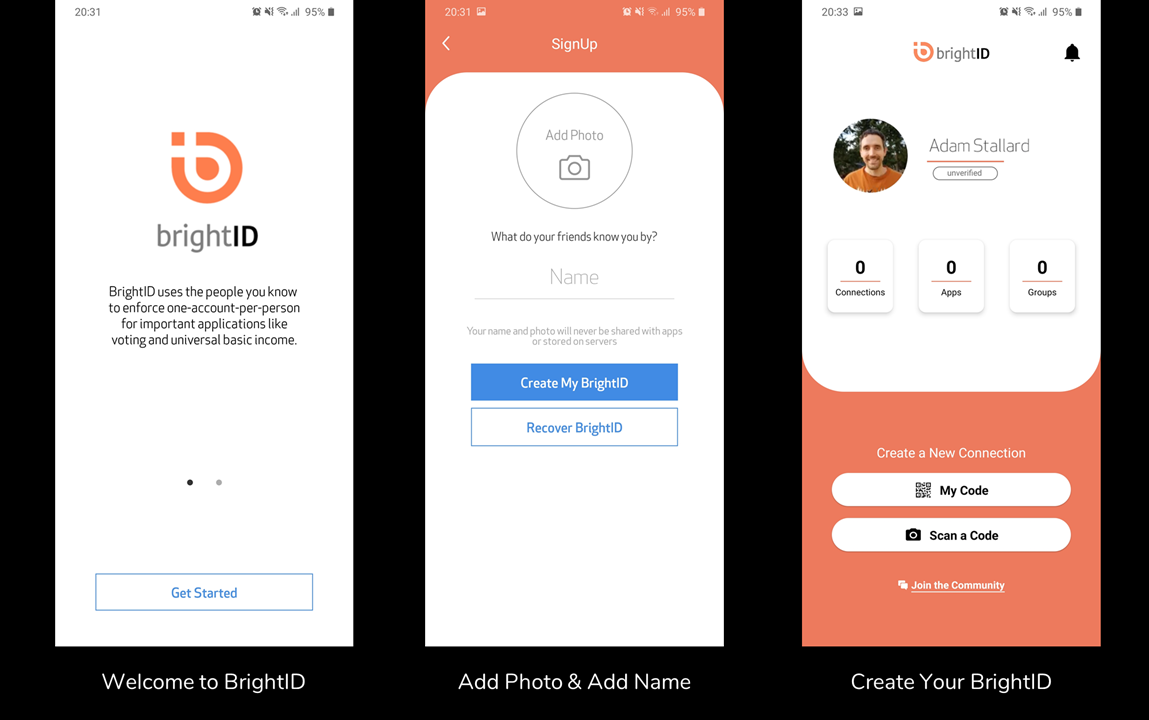 20:31
95%
brightID
BrightID uses the people you know
to enforce one-account-per-person
for important applications like
voting and universal basic income.
Get Started
Welcome to BrightID
20:31
95%
SignUp
Add Photo
What do your friends know you by?
Name
Your name and photo will never be shared with apps
or stored on servers
Create My BrightID
Recover BrightID
Add Photo & Add Name
20:33
95%
brightID
Adam Stallard
unverified
0
Connections
0
Apps
0
Groups
Create a New Connection
My Code
Scan a Code
Join the Community
Create Your BrightID